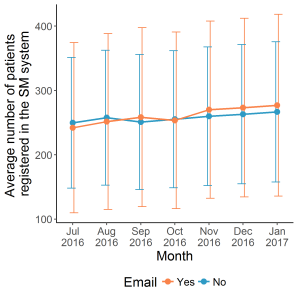 Average number of patients
registered in the SM system
400
300
200
100
Jul
2016
Aug
2016
Sep
2016
Oct
2016
Nov
2016
Dec
2016
Jan
2017
Month
Email Yes No